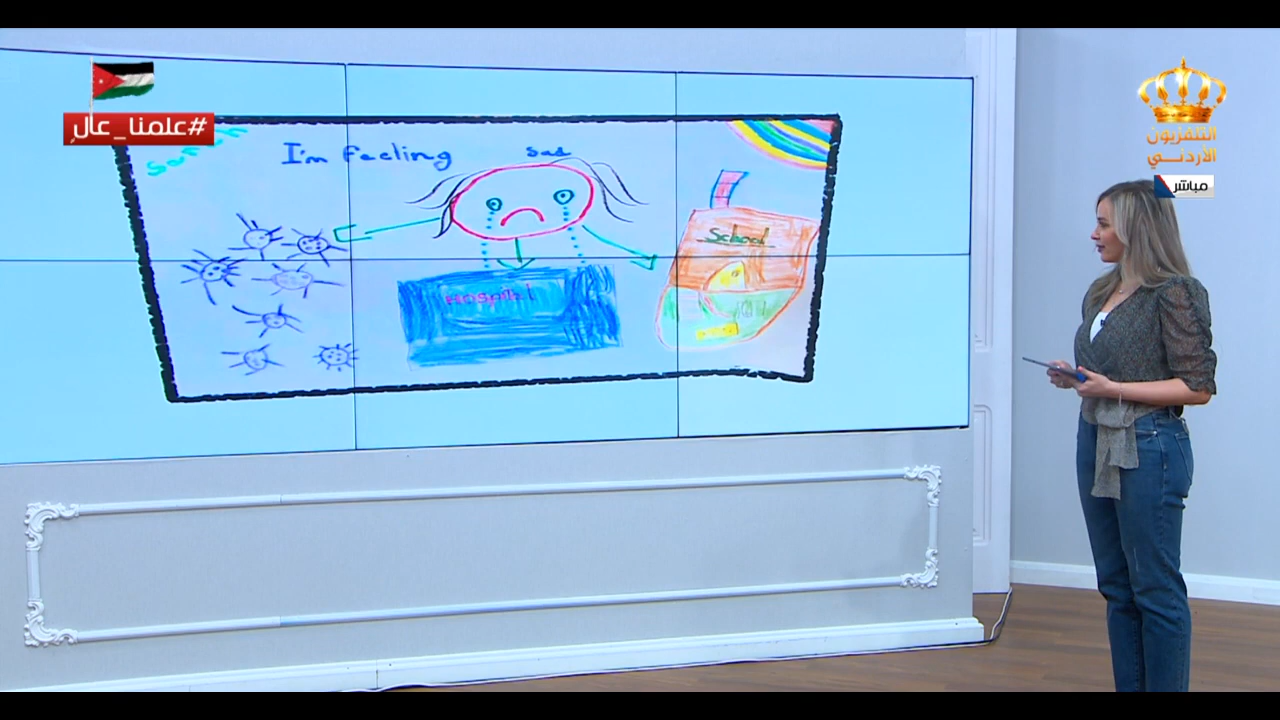 #علمنا_عالٍ
التلفزيون
الأردني
مباشر
I'm feeling sad
School
Hospital